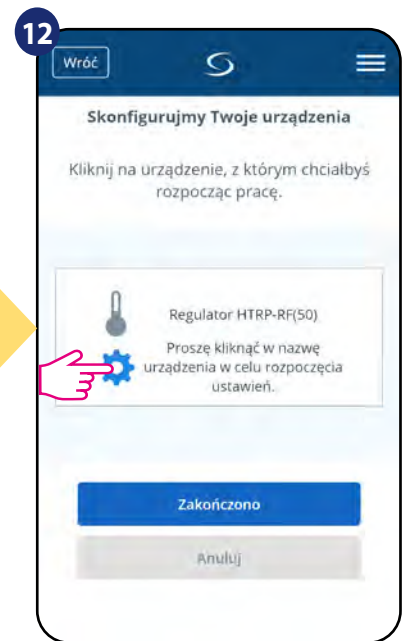 12
Wróć
Skonfigurujmy Twoje urządzenia
Kliknij na urządzenie, z którym chciałbyś
rozpocząc pracę.
Regulator HTRP-RF(50)
Proszę kliknąć w nazwę
urządzenia w celu rozpoczęcia
ustawień.
Zakończono
Anuluj